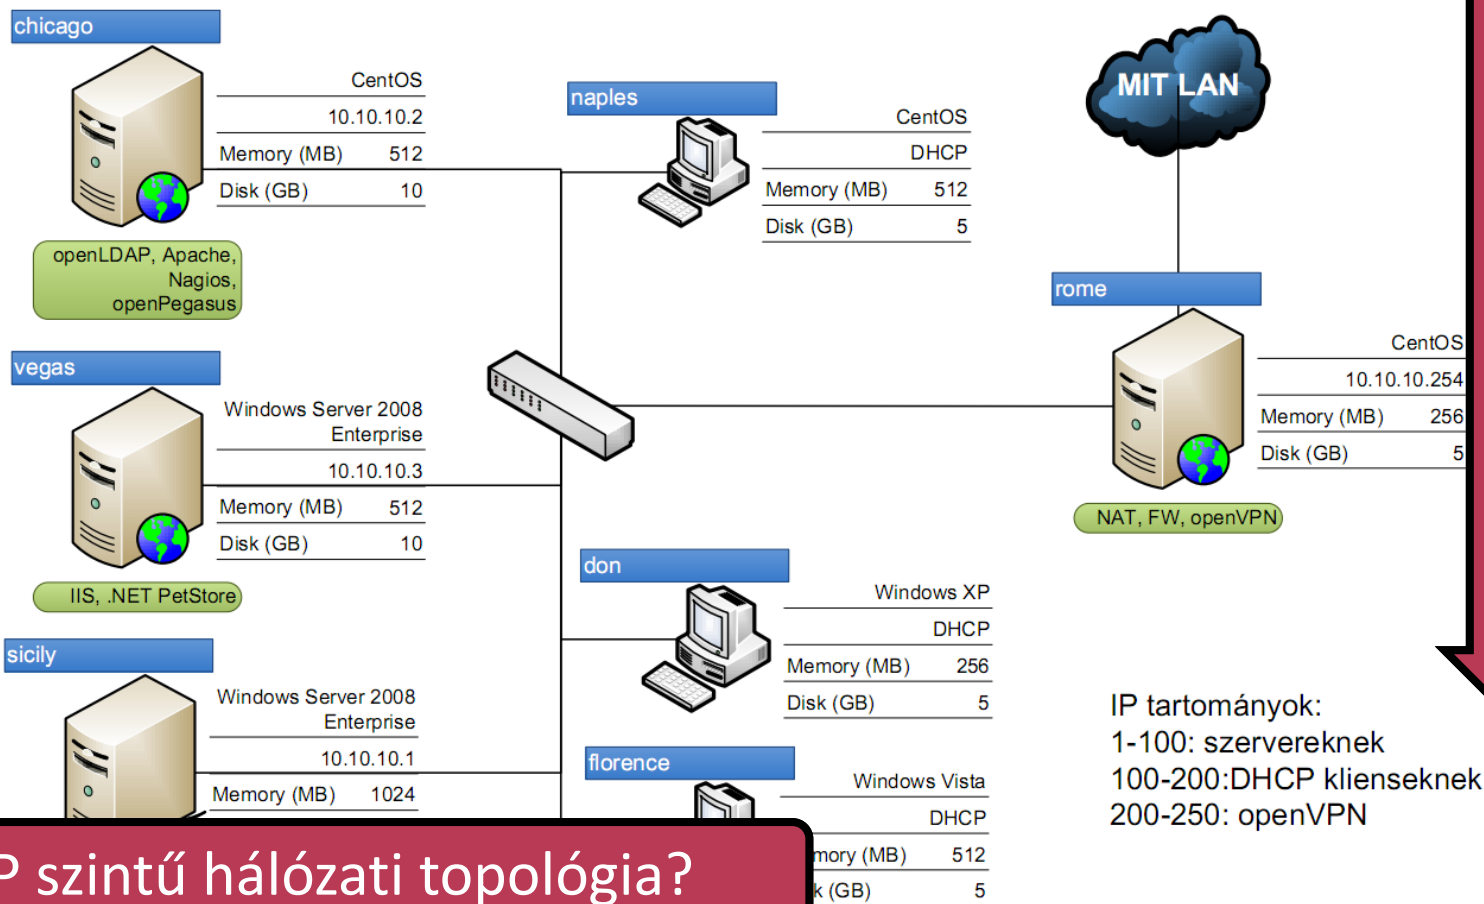 chicago
CentOS
10.10.10.2
Memory (MB) 512
Disk (GB) 10
openLDAP, Apache,
Nagios,
openPegasus
naples
CentOS
DHCP
Memory (MB) 512
Disk (GB) 5
MIT LAN
rome
CentOS
10.10.10.254
Memory (MB) 256
Disk (GB) 5
NAT, FW, openVPN
vegas
Windows Server 2008
Enterprise
10.10.10.3
Memory (MB) 512
Disk (GB) 10
IIS, .NET PetStore
don
Windows XP
DHCP
Memory (MB) 256
Disk (GB) 5
sicily
Windows Server 2008
Enterprise
10.10.10.1
Memory (MB) 1024
florence
Windows Vista
DHCP
mory (MB) 512
k (GB) 5
IP tartományok:
1-100: szervereknek
100-200:DHCP klienseknek
200-250: openVPN
P szintű hálózati topológia?